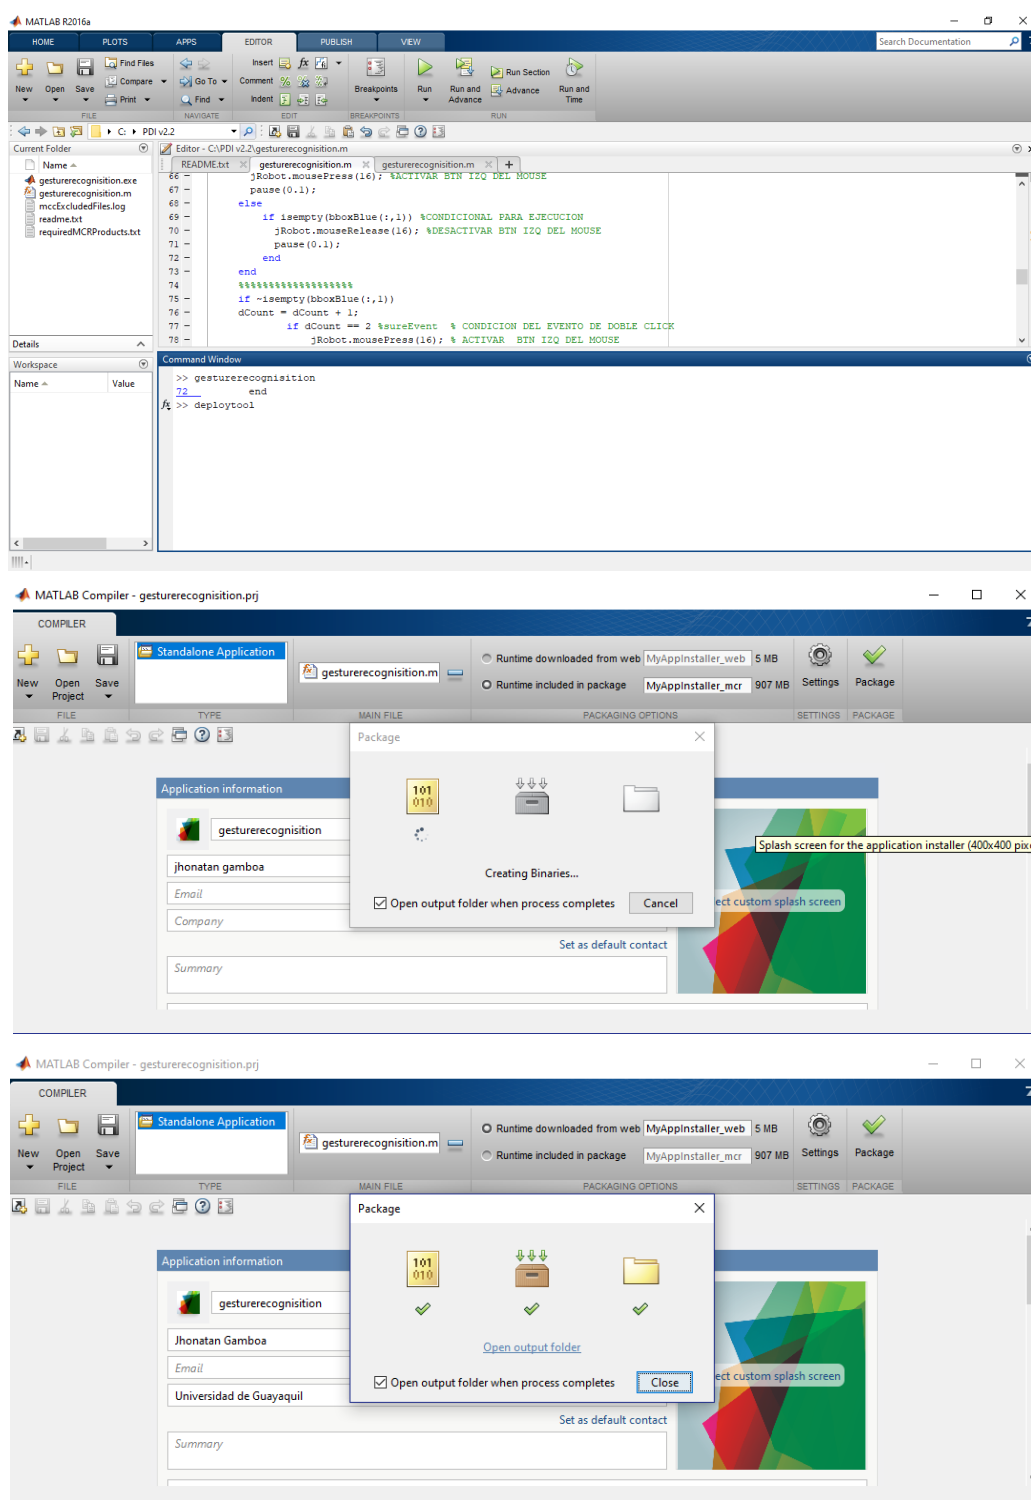 MATLAB R2016a
HOME PLOTS APPS EDITOR PUBLISH VIEW Search Documentation
Find Files Insert fx
Compare Go To Comment Run Section
New Open Save Breakpoints Run Run and Advance Advance Run and Time
Print Find Indent
FILE NAVIGATE EDIT BREAKPOINTS RUN
C: PDI v2.2
Current Folder Editor - C:\PDI v2.2\gesturerecognisition.m
Name README.txt gesturerecognisition.m gesturerecognisition.m
gesturerecognisition.exe
gesturerecognisition.m
mccExcludedFiles.log
readme.txt
requiredMCRProducts.txt
66 – jRobot.mousePress(16); %ACTIVAR BTN IZQ DEL MOUSE
67 – pause(0.1);
68 – else
69 – if isempty(bboxBlue(:,1)) %CONDICIONAL PARA EJECUCION
70 – jRobot.mouseRelease(16); %DESACTIVAR BTN IZQ DEL MOUSE
71 – pause(0.1);
72 – end
73 – end
74 %%%%%%%%%%%%%%%%%%%
75 – if ~isempty(bboxBlue(:,1))
76 – dCount = dCount + 1;
77 – if dCount == 2 %sureEvent % CONDICION DEL EVENTO DE DOBLE CLICK
78 – jRobot.mousePress(16); % ACTIVAR BTN IZQ DEL MOUSE
Details
Workspace Command Window
Name Value
>> gesturerecognisition
72 end
fx >> deploytool
MATLAB Compiler - gesturerecognisition.prj
COMPILER
Standalone Application
gesturerecognisition.m
Runtime downloaded from web MyAppInstaller_web 5 MB
Runtime included in package MyAppInstaller_mcr 907 MB
New Open Project Save Settings Package
FILE TYPE MAIN FILE PACKAGING OPTIONS SETTINGS PACKAGE
Package
Application information
101
010
gesturerecognisition
Splash screen for the application installer (400x400 pix
jhonatan gamboa
Creating Binaries...
Email
Open output folder when process completes Cancel
ect custom splash screen
Company
Set as default contact
Summary
MATLAB Compiler - gesturerecognisition.prj
COMPILER
Standalone Application
gesturerecognisition.m
Runtime downloaded from web MyAppInstaller_web 5 MB
Runtime included in package MyAppInstaller_mcr 907 MB
New Open Project Save Settings Package
FILE TYPE MAIN FILE PACKAGING OPTIONS SETTINGS PACKAGE
Package
Application information
101
010
gesturerecognisition
Jhonatan Gamboa
Open output folder
Email
Open output folder when process completes Close
ect custom splash screen
Universidad de Guayaquil
Set as default contact
Summary